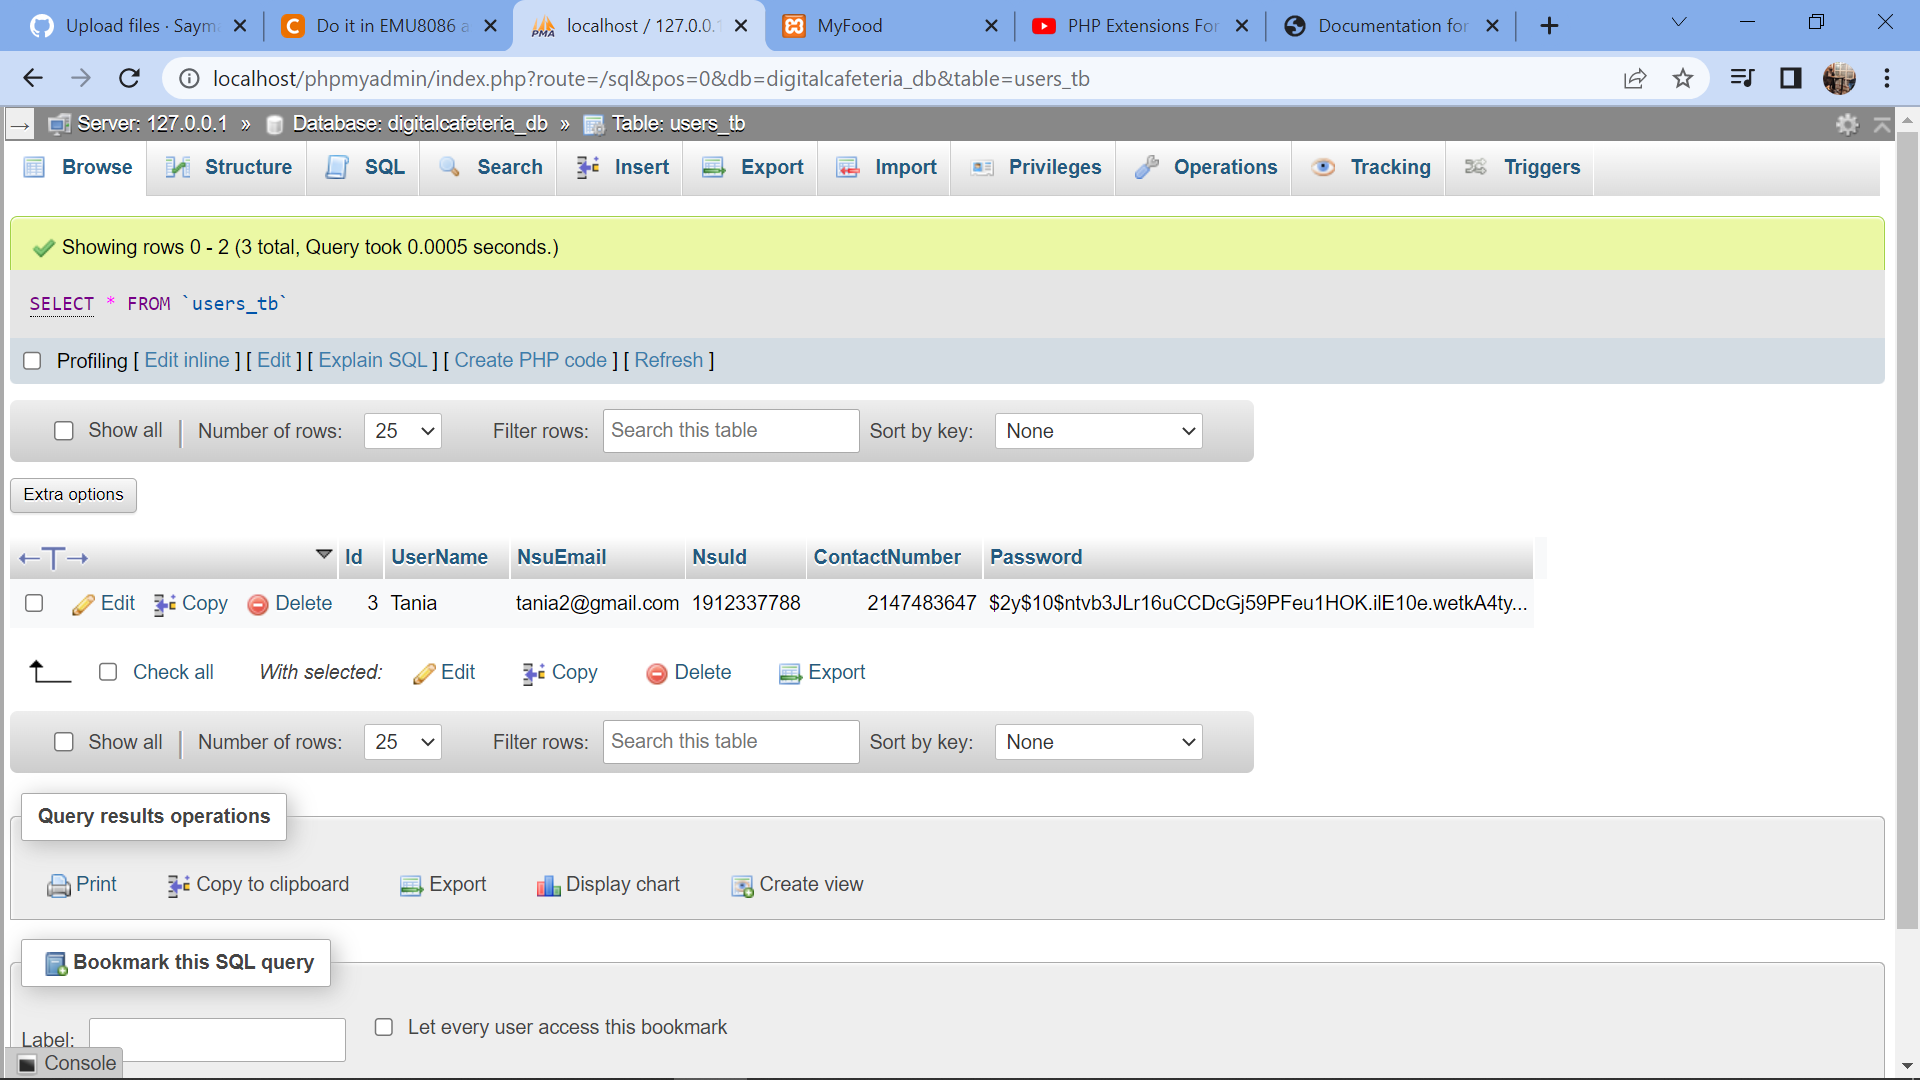 Upload files · Sayma
Do it in EMU8086 a
localhost / 127.0.0.1
MyFood
PHP Extensions For
Documentation for
localhost/phpmyadmin/index.php?route=/sql&pos=0&db=digitalcafeteria_db&table=users_tb
Server: 127.0.0.1 » Database: digitalcafeteria_db » Table: users_tb
Browse Structure SQL Search Insert Export Import Privileges Operations Tracking Triggers
Showing rows 0 - 2 (3 total, Query took 0.0005 seconds.)
SELECT * FROM `users_tb`
Profiling [ Edit inline ] [ Edit ] [ Explain SQL ] [ Create PHP code ] [ Refresh ]
Show all Number of rows: 25 Filter rows: Search this table Sort by key: None
Extra options
←T→ Id UserName NsuEmail NsuId ContactNumber Password
Edit Copy Delete 3 Tania tania2@gmail.com 1912337788 2147483647 $2y$10$ntvb3JLr16uCCDcGj59PFeu1HOK.ilE10e.wetkA4ty...
Check all With selected: Edit Copy Delete Export
Show all Number of rows: 25 Filter rows: Search this table Sort by key: None
Query results operations
Print Copy to clipboard Export Display chart Create view
Bookmark this SQL query
Label: Let every user access this bookmark
Console